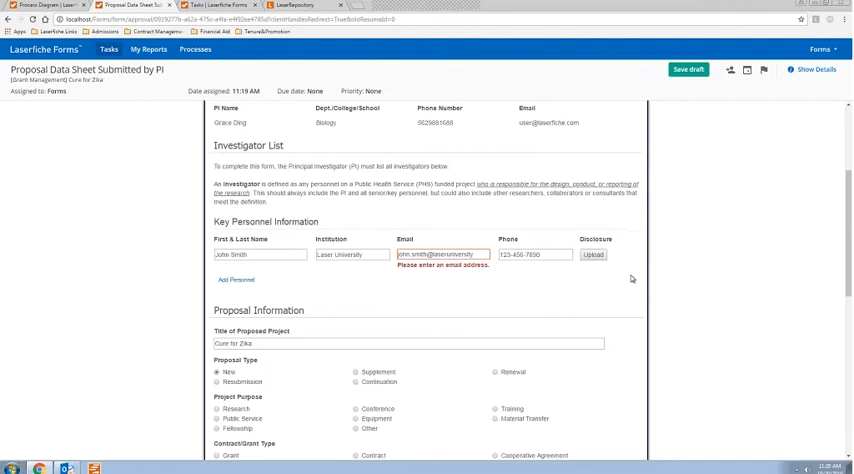 Process Diagram | Laserfic
Proposal Data Sheet Subm
Tasks | Laserfiche Forms
LaserRepository
localhost/Forms/form/approval/
Apps
Laserfiche Links
Admissions
Contract Managemen
Financial Aid
Tenure&Promotion
Laserfiche Forms™
Tasks
My Reports
Processes
Forms
Proposal Data Sheet Submitted by PI
[Grant Management] Cure for Zika
Save draft
Show Details
Assigned to: Forms
Date assigned: 11:19 AM
Due date: None
Priority: None
PI Name Dept./College/School Phone Number Email
Grace Ding Biology 5629881688 user@laserfiche.com
Investigator List
To complete this form, the Principal Investigator (PI) must list all investigators below.
An Investigator is defined as any personnel on a Public Health Service (PHS) funded project who is responsible for the design, conduct, or reporting of
the research. This should always include the PI and all senior/key personnel, but could also include other researchers, collaborators or consultants that
meet the definition.
Key Personnel Information
First & Last Name Institution Email Phone Disclosure
John Smith Laser University john.smith@laseruniversity 123-456-7890 Upload
Please enter an email address.
Add Personnel
Proposal Information
Title of Proposed Project
Cure for Zika
Proposal Type
New Supplement Renewal
Resubmission Continuation
Project Purpose
Research Conference Training
Public Service Equipment Material Transfer
Fellowship Other
Contract/Grant Type
Grant Contract Cooperative Agreement
11:20 AM